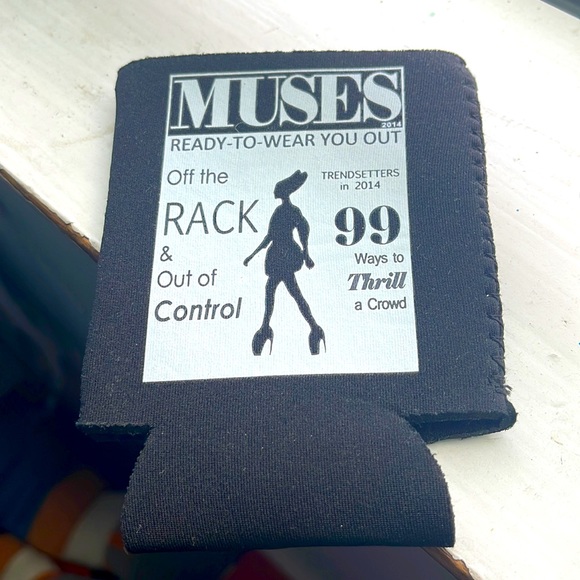 MUSES
2014
READY-TO-WEAR YOU OUT
Off the
RACK
&
Out of
Control
TRENDSETTERS
in 2014
99
Ways to
Thrill
a Crowd